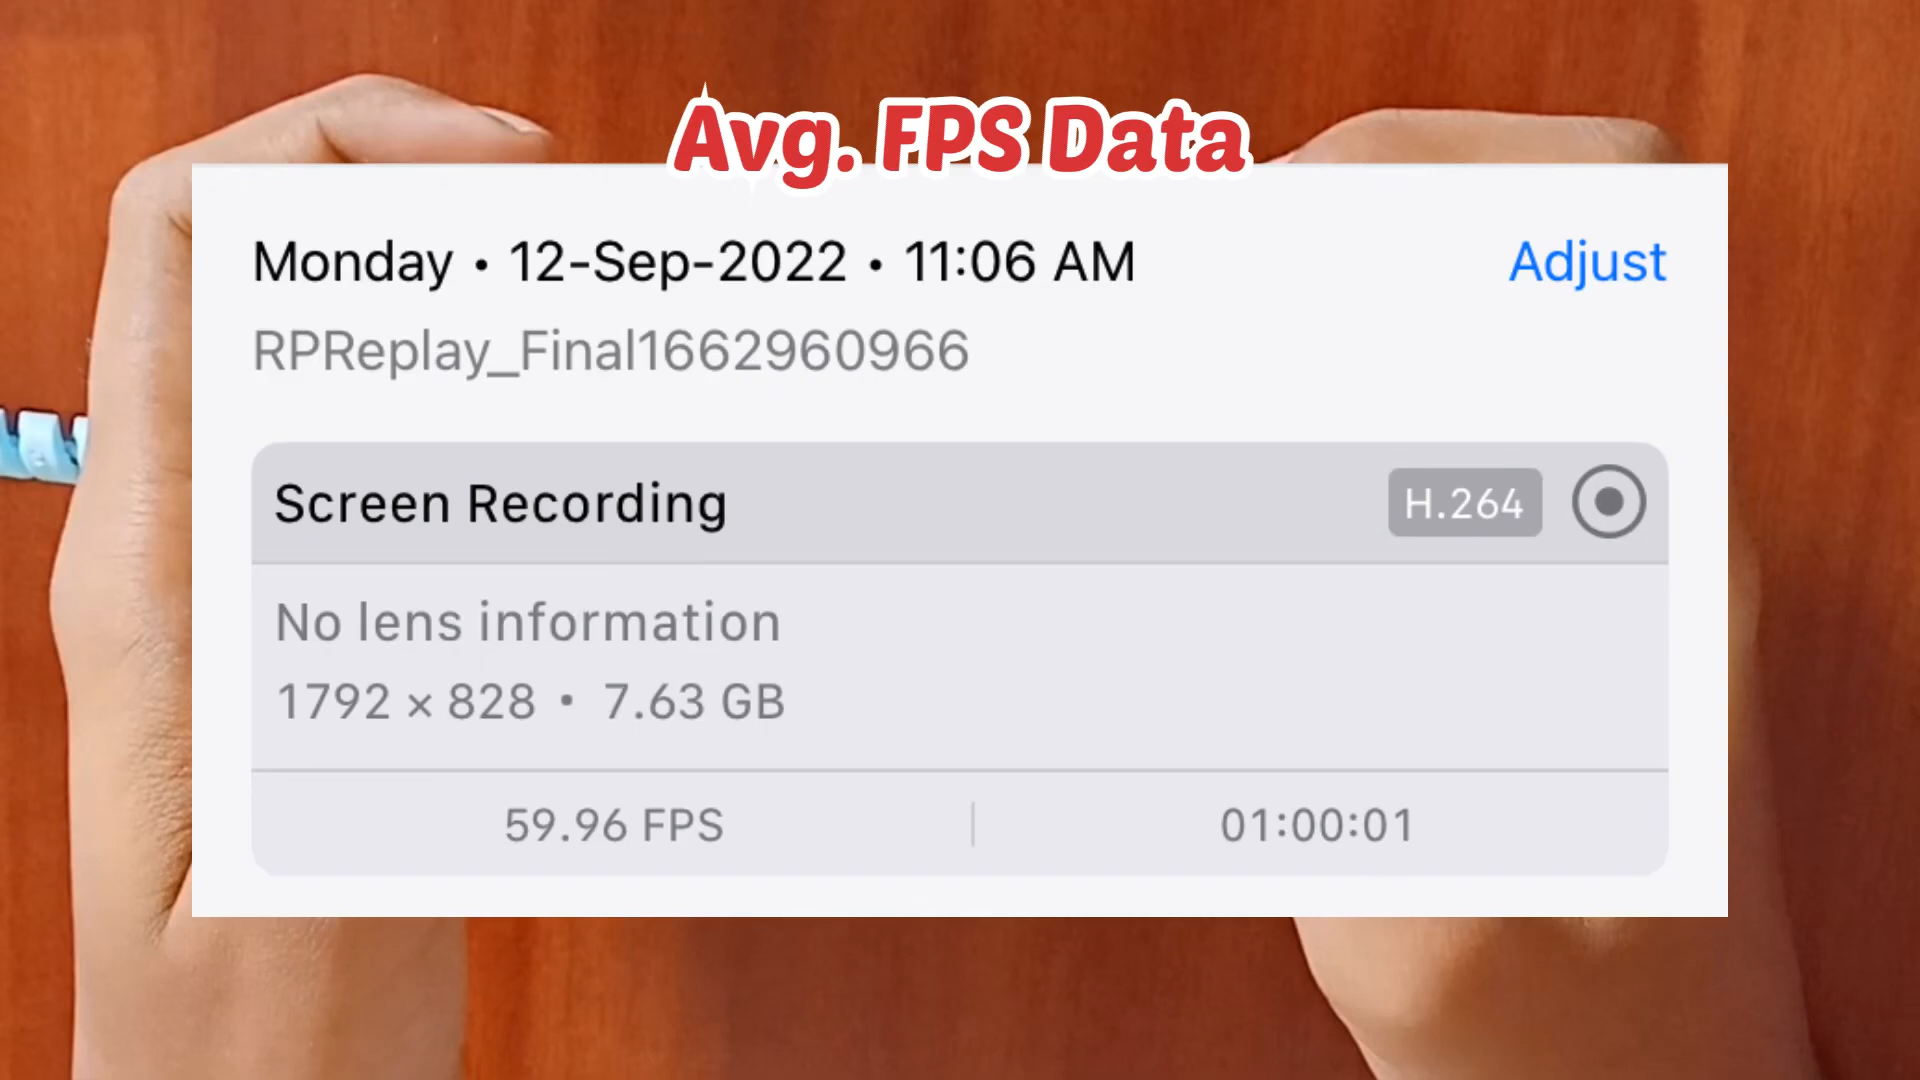 Avg. FPS Data
Monday • 12-Sep-2022 • 11:06 AM
Adjust
RPReplay_Final1662960966
Screen Recording
H.264
No lens information
1792 × 828 • 7.63 GB
59.96 FPS
01:00:01